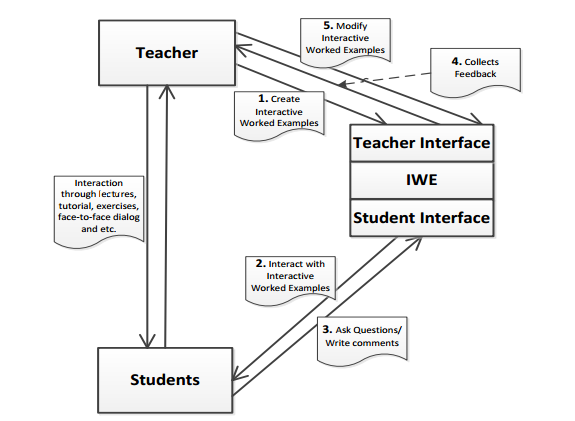 Teacher
5. Modify
Interactive
Worked Examples
4. Collects
Feedback
1. Create
Interactive
Worked Examples
Teacher Interface
IWE
Student Interface
Interaction
through lectures,
tutorial, exercises,
face-to-face dialog
and etc.
2. Interact with
Interactive
Worked Examples
3. Ask Questions/
Write comments
Students